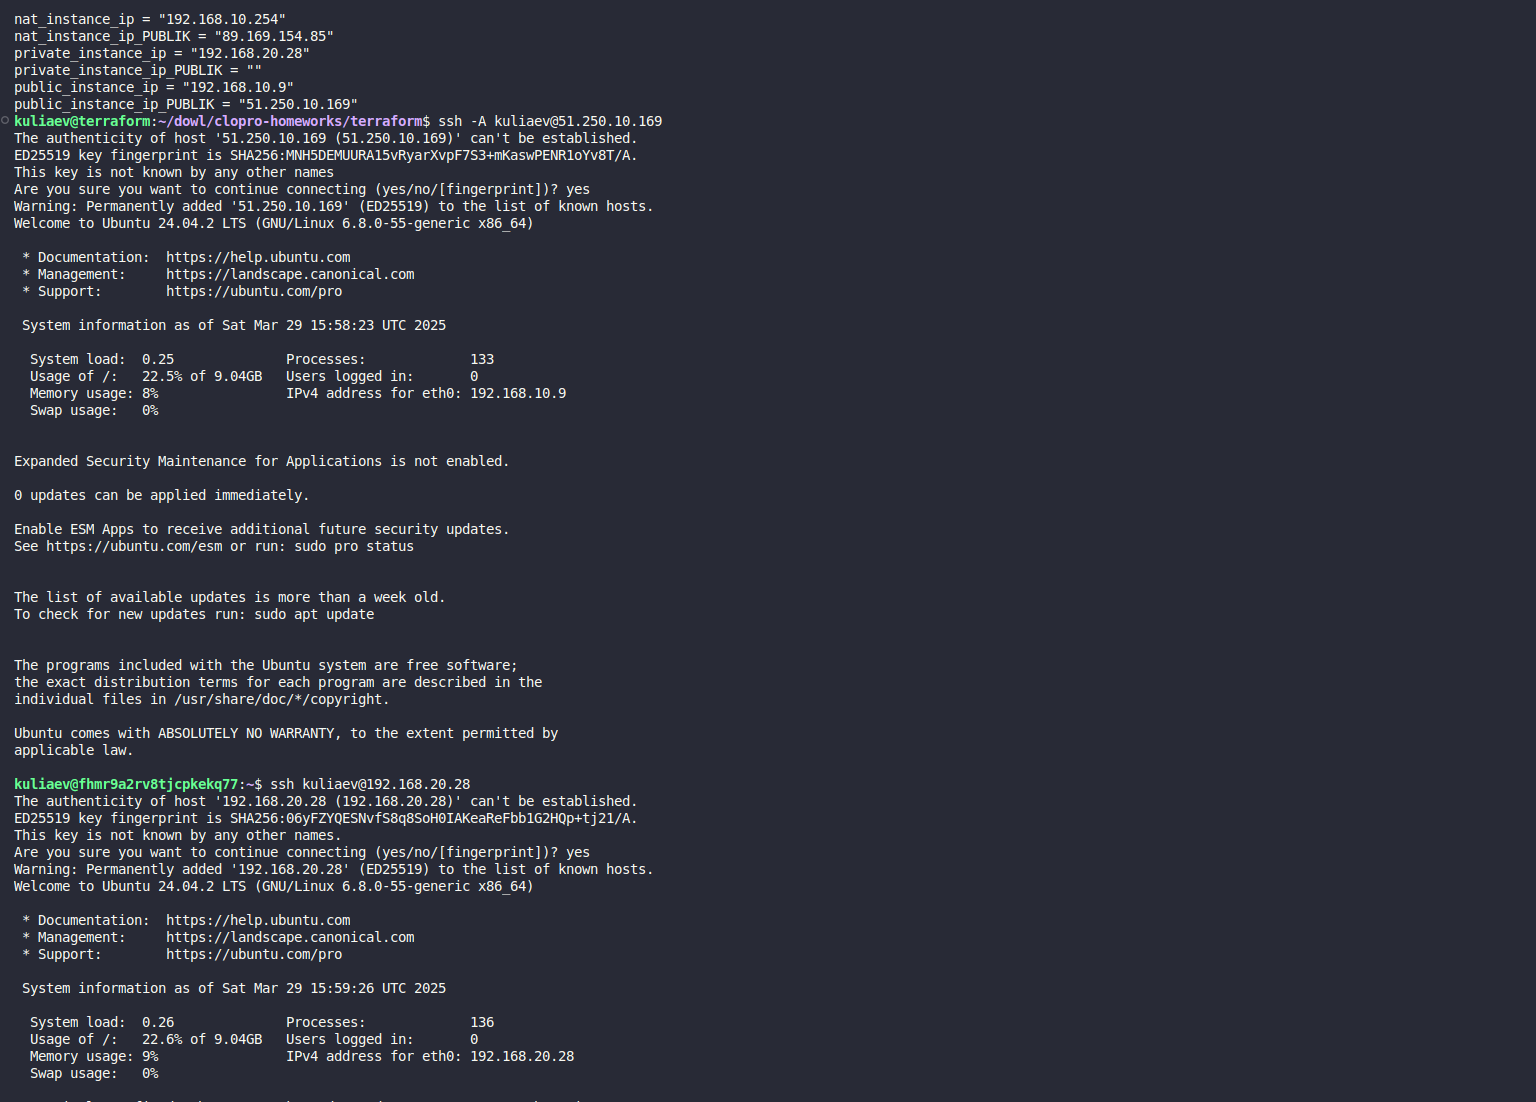 nat_instance_ip = "192.168.10.254"
nat_instance_ip_PUBLIK = "89.169.154.85"
private_instance_ip = "192.168.20.28"
private_instance_ip_PUBLIK = ""
public_instance_ip = "192.168.10.9"
public_instance_ip_PUBLIK = "51.250.10.169"
kuliaev@terraform:~/dowl/clopro-homeworks/terraform$ ssh -A kuliaev@51.250.10.169
The authenticity of host '51.250.10.169 (51.250.10.169)' can't be established.
ED25519 key fingerprint is SHA256:MNH5DEMUURA15vRyarXvpF7S3+mKaswPENR1oYv8T/A.
This key is not known by any other names
Are you sure you want to continue connecting (yes/no/[fingerprint])? yes
Warning: Permanently added '51.250.10.169' (ED25519) to the list of known hosts.
Welcome to Ubuntu 24.04.2 LTS (GNU/Linux 6.8.0-55-generic x86_64)
* Documentation:  https://help.ubuntu.com
* Management:     https://landscape.canonical.com
* Support:        https://ubuntu.com/pro
System information as of Sat Mar 29 15:58:23 UTC 2025
System load:  0.25              Processes:             133
Usage of /:   22.5% of 9.04GB   Users logged in:       0
Memory usage: 8%                IPv4 address for eth0: 192.168.10.9
Swap usage:   0%
Expanded Security Maintenance for Applications is not enabled.
0 updates can be applied immediately.
Enable ESM Apps to receive additional future security updates.
See https://ubuntu.com/esm or run: sudo pro status
The list of available updates is more than a week old.
To check for new updates run: sudo apt update
The programs included with the Ubuntu system are free software;
the exact distribution terms for each program are described in the
individual files in /usr/share/doc/*/copyright.
Ubuntu comes with ABSOLUTELY NO WARRANTY, to the extent permitted by
applicable law.
kuliaev@fhmr9a2rv8tjcpkekq77:~$ ssh kuliaev@192.168.20.28
The authenticity of host '192.168.20.28 (192.168.20.28)' can't be established.
ED25519 key fingerprint is SHA256:06yFZYQESNvfS8q8SoH0IAKeaReFbb1G2HQp+tj21/A.
This key is not known by any other names.
Are you sure you want to continue connecting (yes/no/[fingerprint])? yes
Warning: Permanently added '192.168.20.28' (ED25519) to the list of known hosts.
Welcome to Ubuntu 24.04.2 LTS (GNU/Linux 6.8.0-55-generic x86_64)
* Documentation:  https://help.ubuntu.com
* Management:     https://landscape.canonical.com
* Support:        https://ubuntu.com/pro
System information as of Sat Mar 29 15:59:26 UTC 2025
System load:  0.26              Processes:             136
Usage of /:   22.6% of 9.04GB   Users logged in:       0
Memory usage: 9%                IPv4 address for eth0: 192.168.20.28
Swap usage:   0%